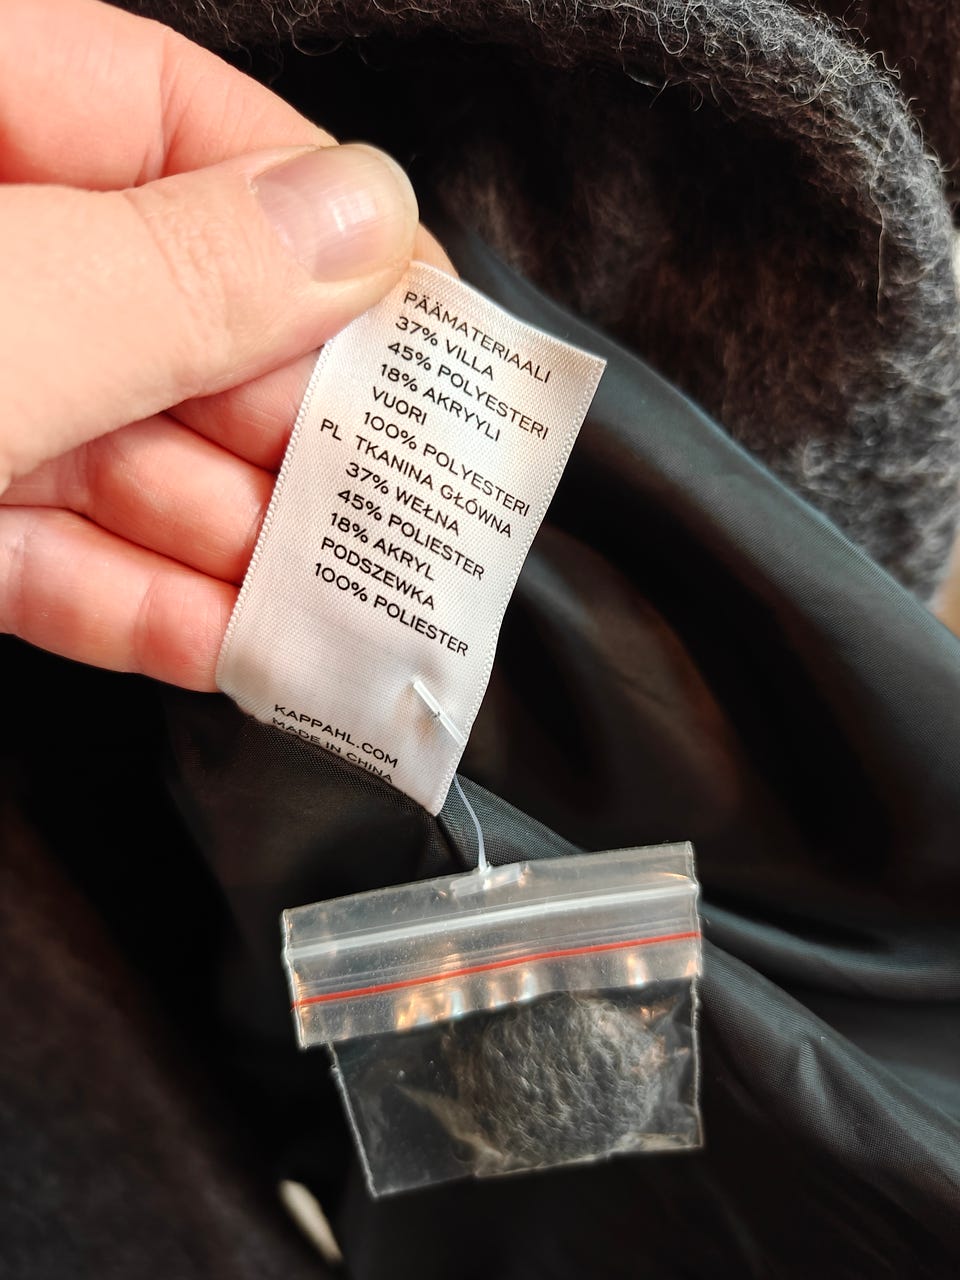 PÄÄMATERIAALI
37% VILLA
45% POLYESTERI
18% AKRYYLI
VUORI
100% POLYESTERI
PL TKANINA GŁÓWNA
37% WEŁNA
45% POLIESTER
18% AKRYL
PODSZEWKA
100% POLIESTER
KAPPAHL.COM
MADE IN CHINA